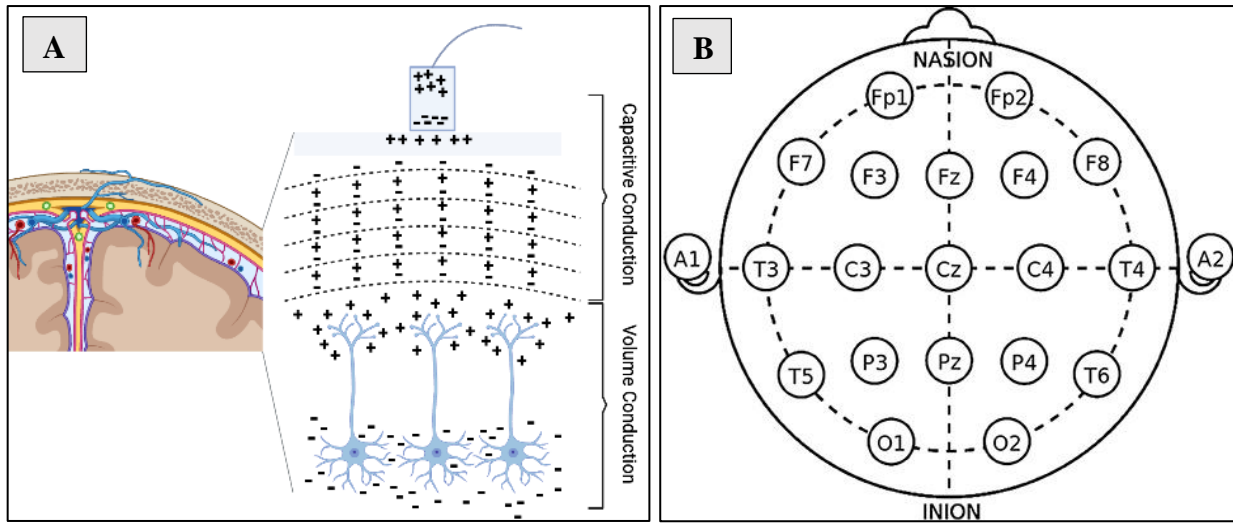 A
Capacitive Conduction
Volume Conduction
B
NASION
Fp1 Fp2
F7 F3 Fz F4 F8
A1 T3 C3 Cz C4 T4 A2
T5 P3 Pz P4 T6
O1 O2
INION